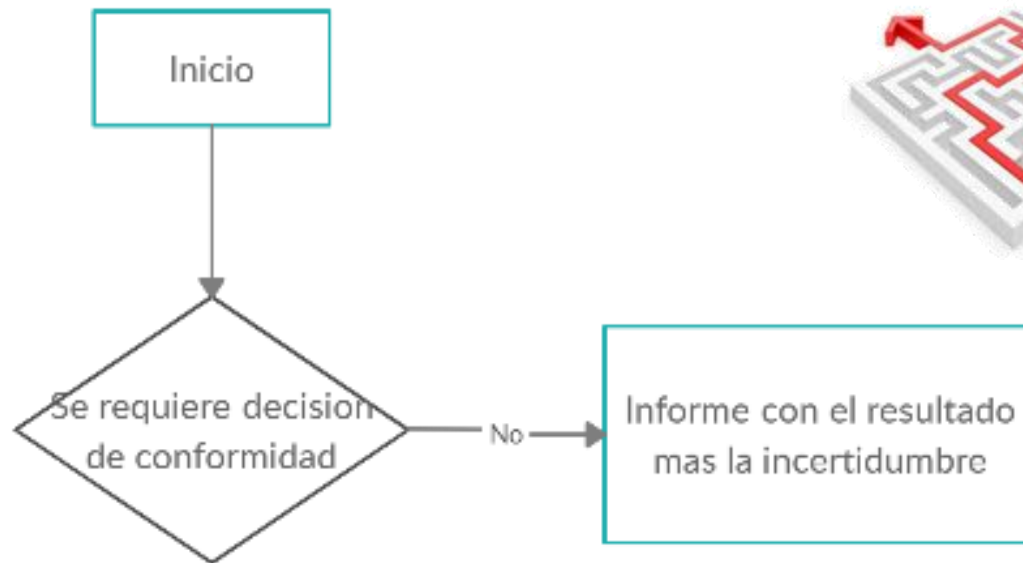 Inicio
Se requiere decision
de conformidad
No
Informe con el resultado
mas la incertidumbre